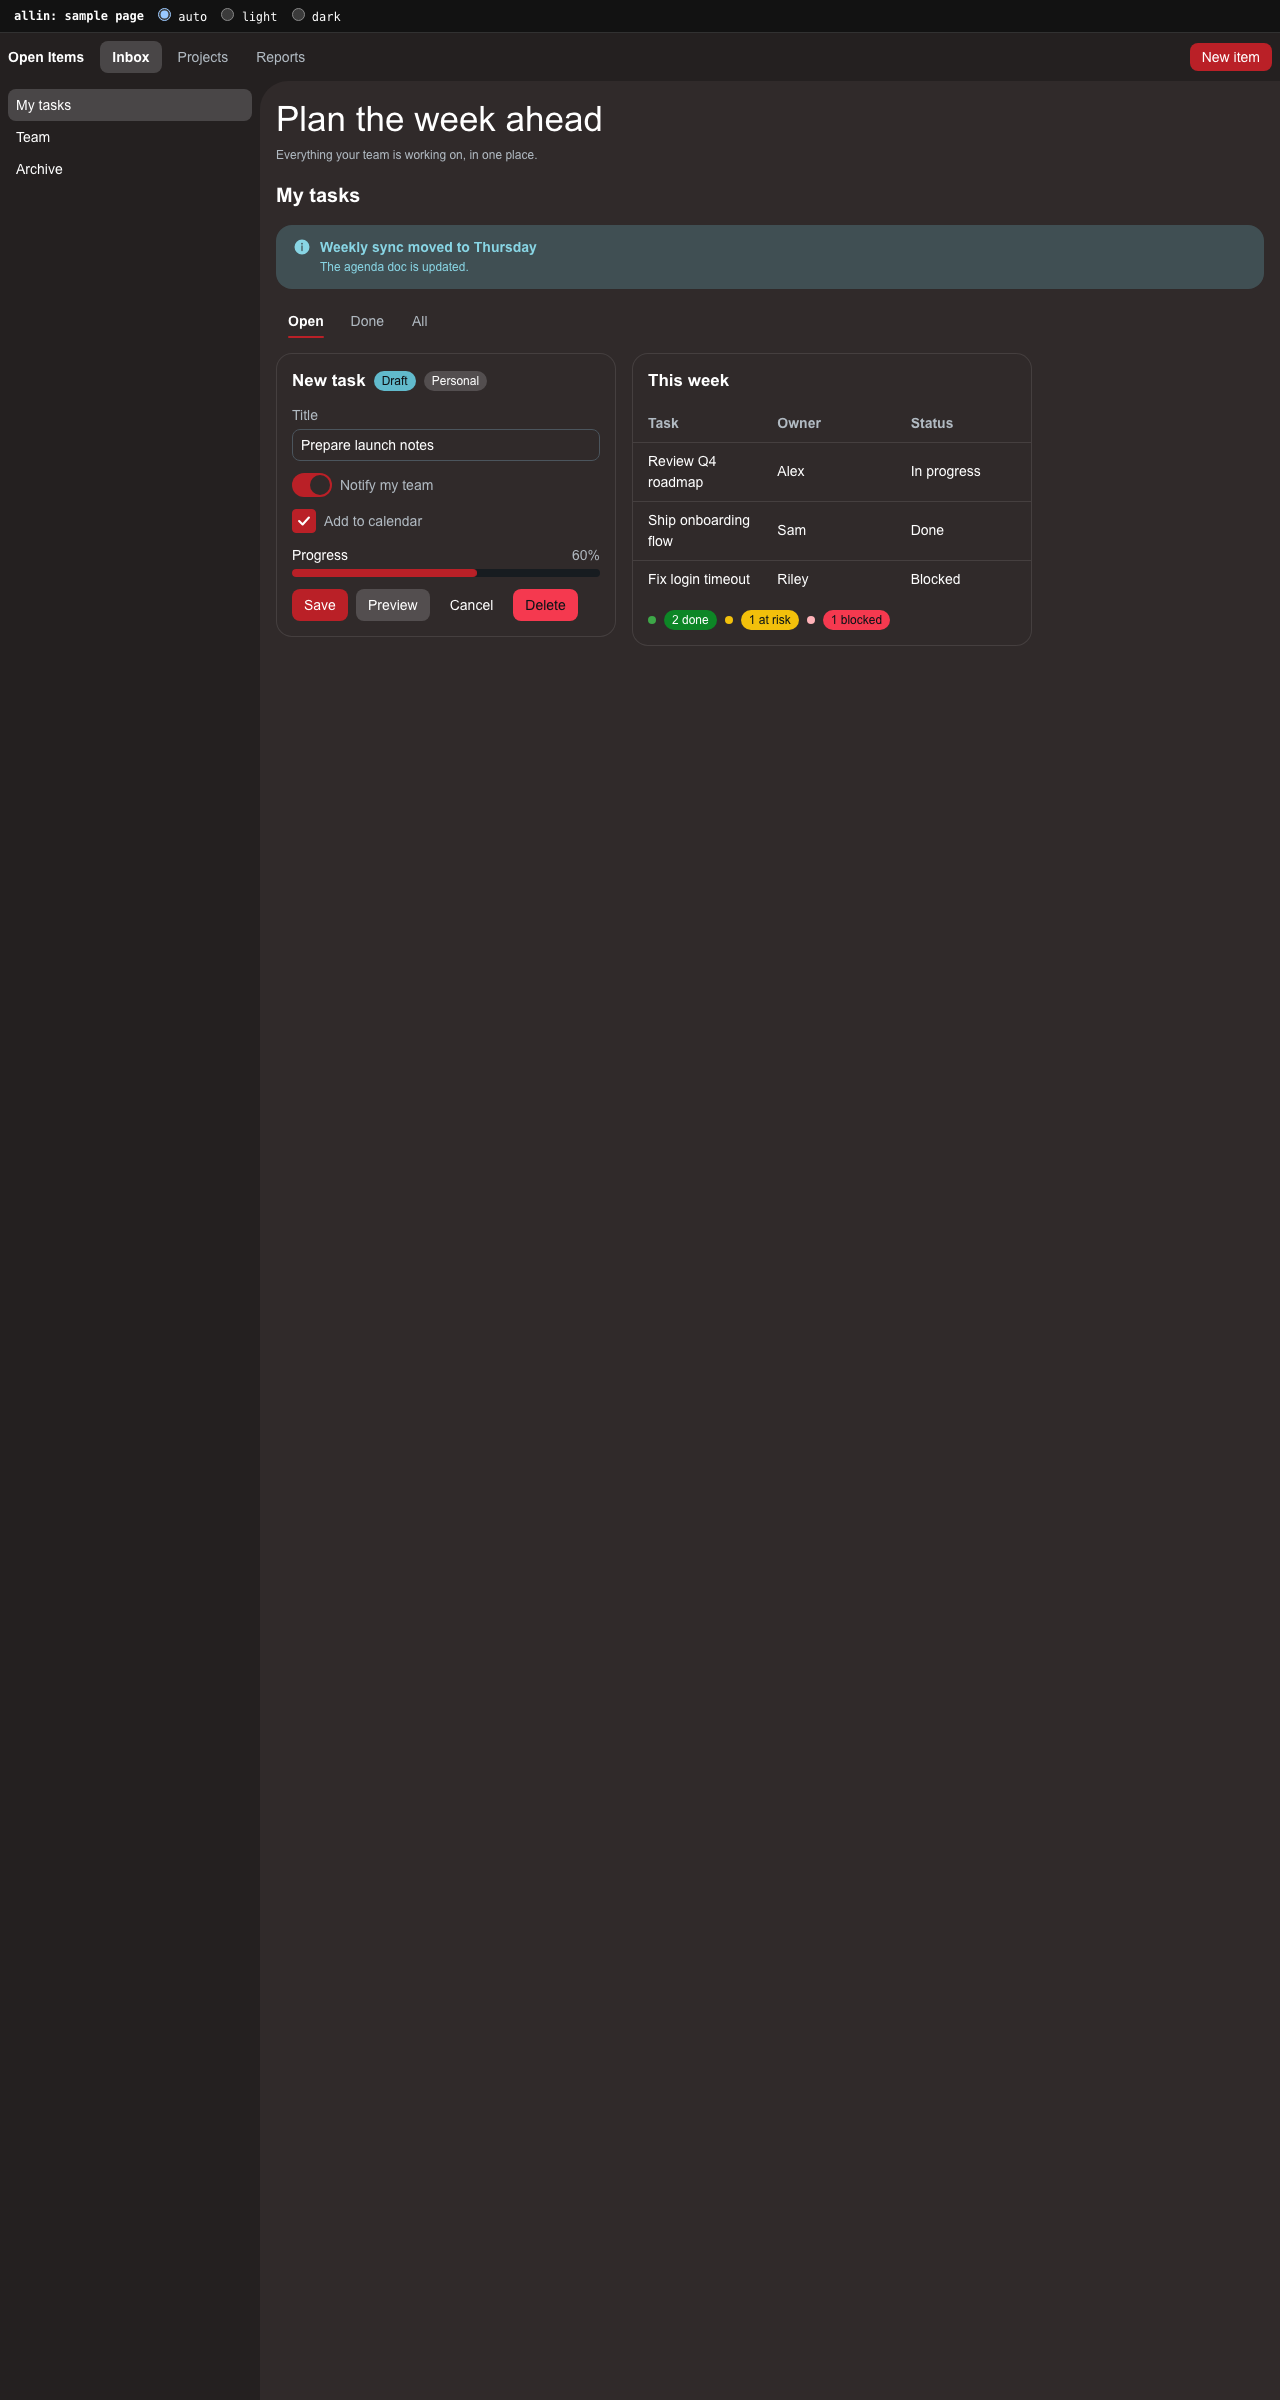 allin: sample page auto light dark
Open Items Inbox Projects Reports New item
My tasks
Team
Archive
Plan the week ahead
Everything your team is working on, in one place.
My tasks
Weekly sync moved to Thursday
The agenda doc is updated.
Open Done All
New task Draft Personal
Title
Prepare launch notes
Notify my team
Add to calendar
Progress 60%
Save Preview Cancel Delete
This week
Task Owner Status
Review Q4 roadmap Alex In progress
Ship onboarding flow Sam Done
Fix login timeout Riley Blocked
2 done 1 at risk 1 blocked